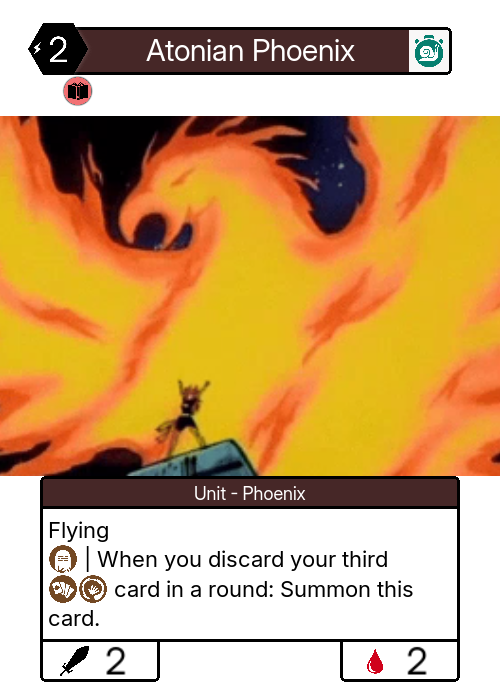 2
Atonian Phoenix
Unit - Phoenix
Flying
| When you discard your third
card in a round: Summon this
card.
2
2